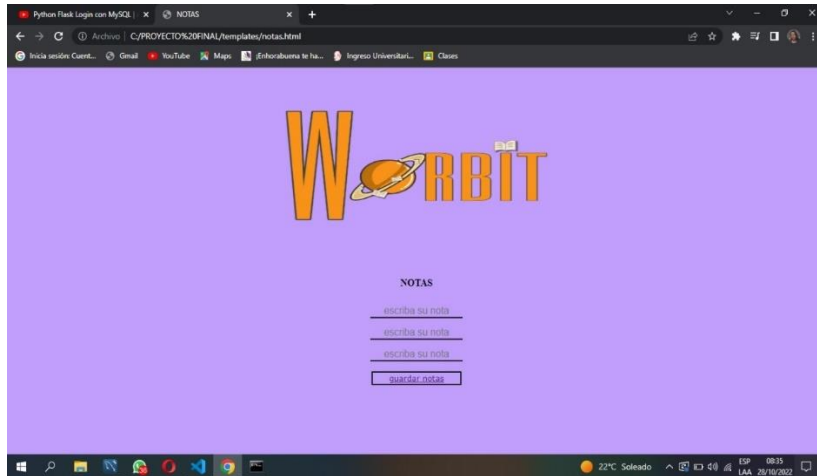 Python Flask Login con MySQL |
NOTAS
Archivo | C:/PROYECTO%20FINAL/templates/notas.html
Inicia sesión: Cuent...
Gmail
YouTube
Maps
¡Enhorabuena te ha...
Ingreso Universitari...
Clases
WORBIT
NOTAS
escriba su nota
escriba su nota
escriba su nota
guardar notas
22°C Soleado
ESP
LAA
08:35
28/10/2022